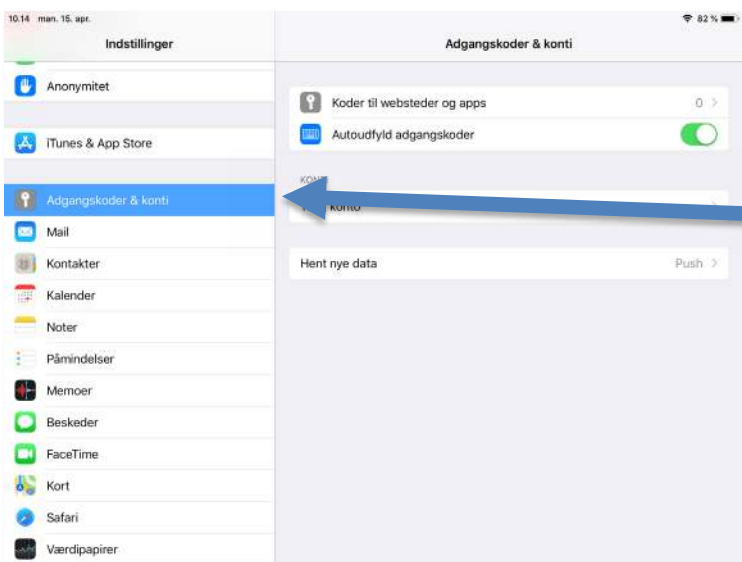 10.14 man. 15. apr.
82 %
Indstillinger
Adgangskoder & konti
Anonymitet
iTunes & App Store
Adgangskoder & konti
Mail
Kontakter
Kalender
Noter
Påmindelser
Memoer
Beskeder
FaceTime
Kort
Safari
Værdipapirer
Koder til websteder og apps
0
Autoudfyld adgangskoder
konto
Hent nye data
Push